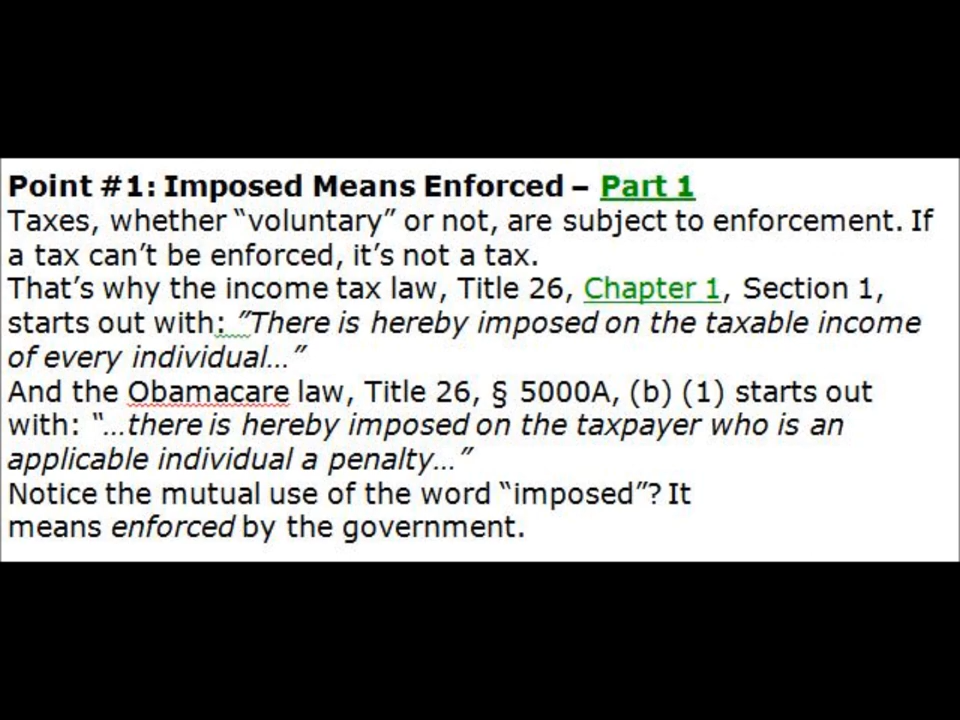 Point #1: Imposed Means Enforced – Part 1
Taxes, whether “voluntary” or not, are subject to enforcement. If
a tax can’t be enforced, it’s not a tax.
That’s why the income tax law, Title 26, Chapter 1, Section 1,
starts out with: ”There is hereby imposed on the taxable income
of every individual…”
And the Obamacare law, Title 26, § 5000A, (b) (1) starts out
with: “…there is hereby imposed on the taxpayer who is an
applicable individual a penalty…”
Notice the mutual use of the word “imposed”? It
means enforced by the government.